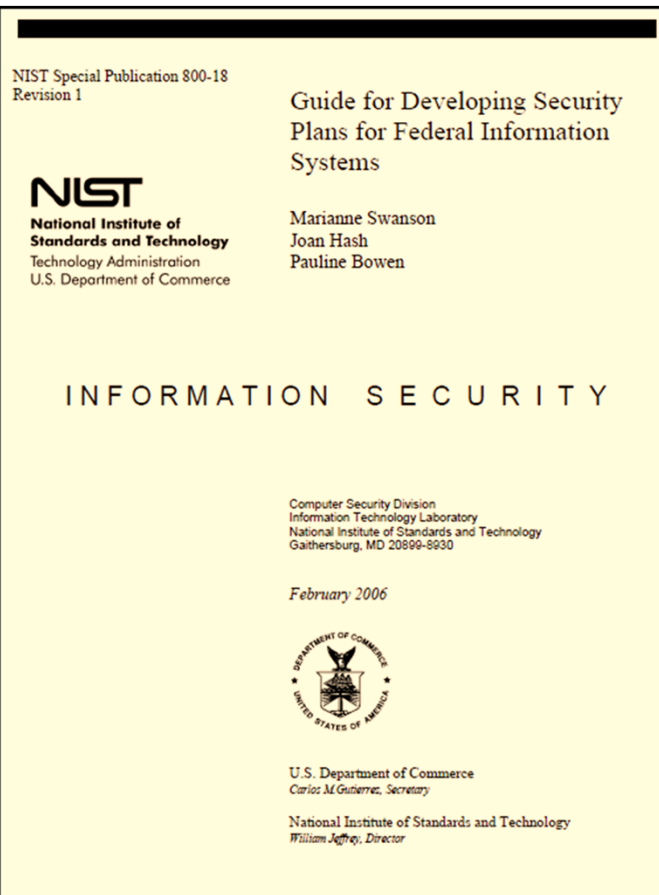 NIST Special Publication 800-18
Revision 1
Guide for Developing Security
Plans for Federal Information
Systems
Marianne Swanson
Joan Hash
Pauline Bowen
NIST
National Institute of
Standards and Technology
Technology Administration
U.S. Department of Commerce
INFORMATION SECURITY
Computer Security Division
Information Technology Laboratory
National Institute of Standards and Technology
Gaithersburg, MD 20899-8930
February 2006
DEPARTMENT OF COMMERCE
UNITED STATES OF AMERICA
U.S. Department of Commerce
Carlos M.Gutierrez, Secretary
National Institute of Standards and Technology
William Jeffrey, Director